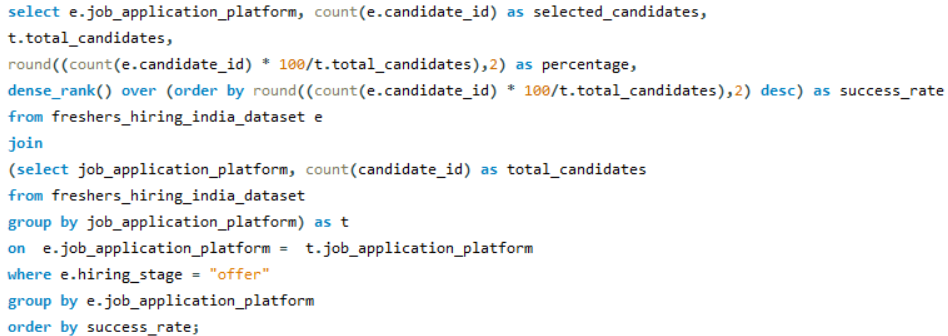 select e.job_application_platform, count(e.candidate_id) as selected_candidates,
t.total_candidates,
round((count(e.candidate_id) * 100/t.total_candidates),2) as percentage,
dense_rank() over (order by round((count(e.candidate_id) * 100/t.total_candidates),2) desc) as success_rate
from freshers_hiring_india_dataset e
join
(select job_application_platform, count(candidate_id) as total_candidates
from freshers_hiring_india_dataset
group by job_application_platform) as t
on  e.job_application_platform =  t.job_application_platform
where e.hiring_stage = "offer"
group by e.job_application_platform
order by success_rate;